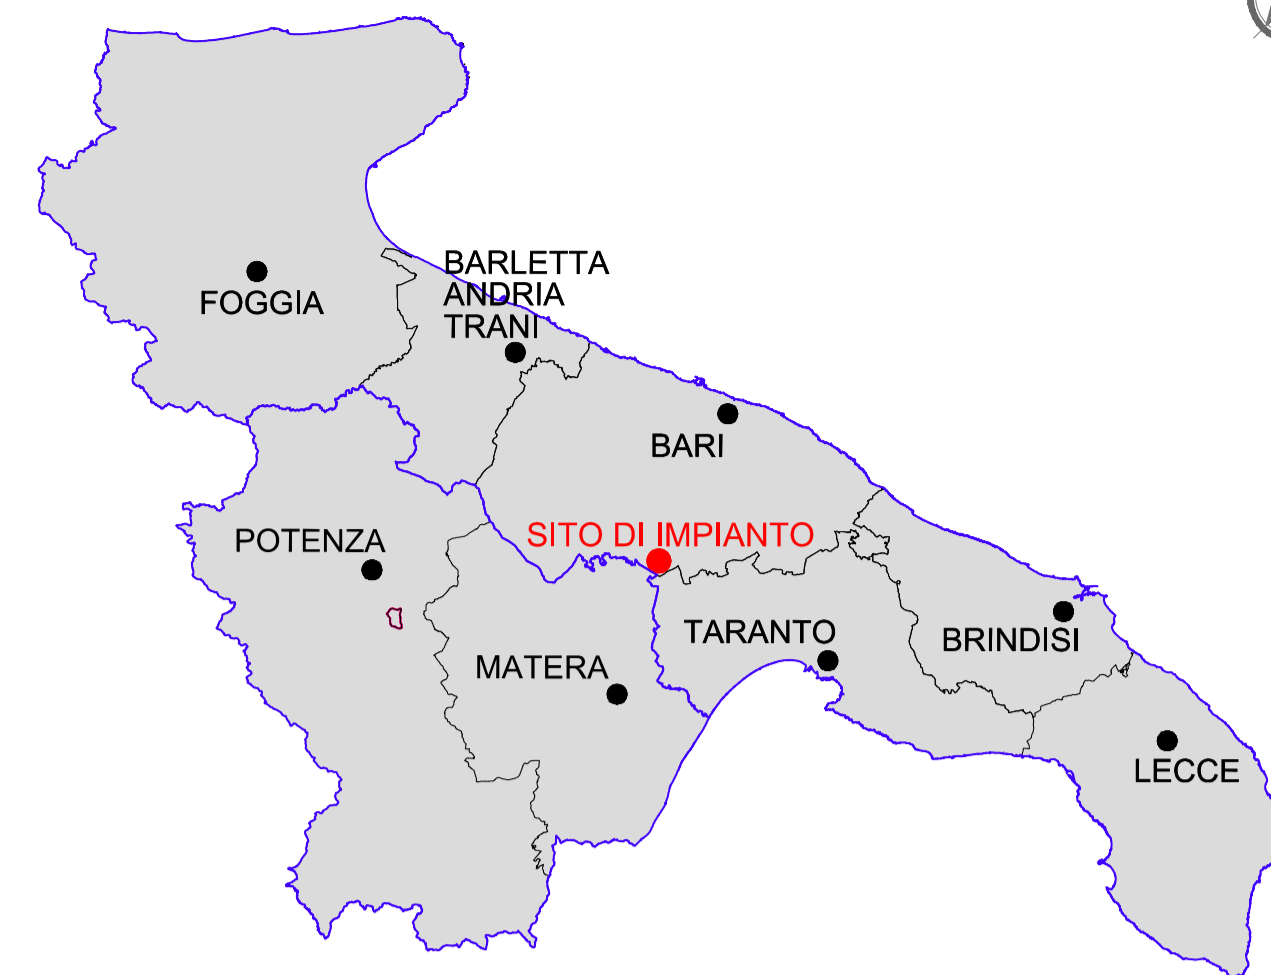 BARLETTA
ANDRIA
TRANI
FOGGIA
BARI
SITO DI IMPIANTO
POTENZA
TARANTO
BRINDISI
MATERA
LECCE